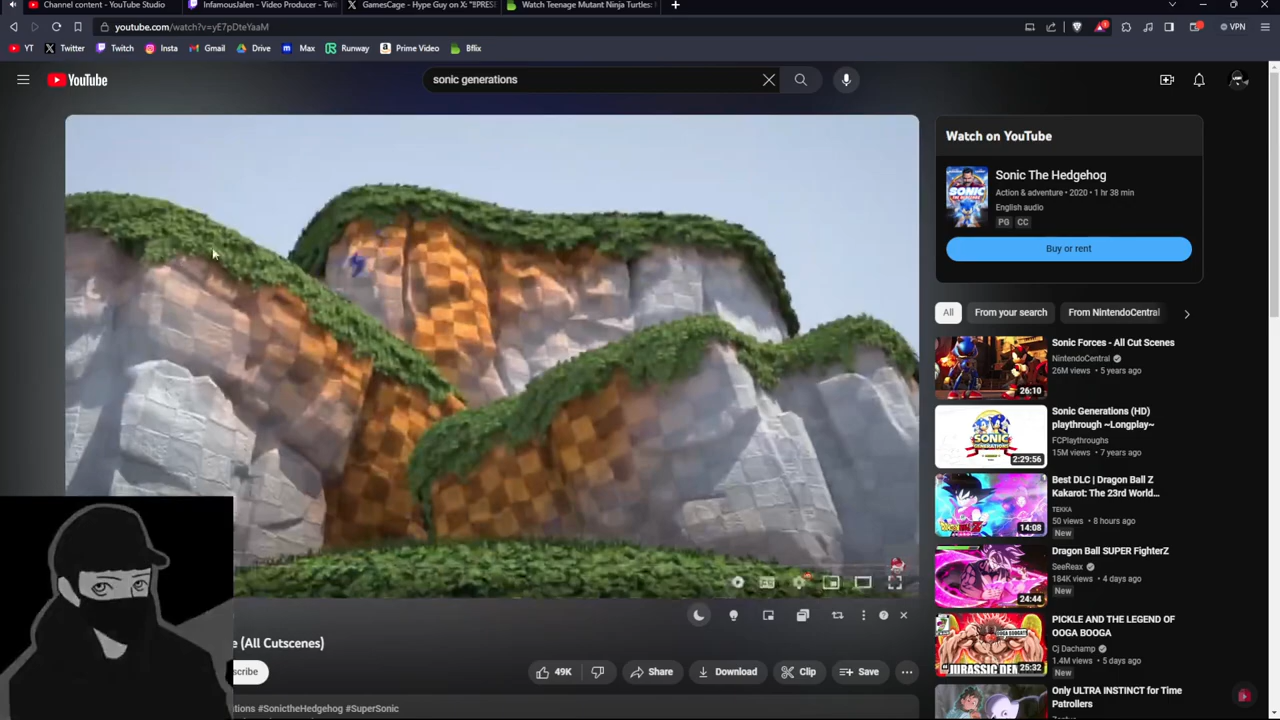 Channel content - YouTube Studio
InfamousJalen - Video Producer - Twi
GamesCage - Hype Guy on X: "8PRES
Watch Teenage Mutant Ninja Turtles:
youtube.com/watch?v=yE7pDteYaaM
VPN
YT
Twitter
Twitch
Insta
Gmail
Drive
Max
Runway
Prime Video
Bflix
YouTube
sonic generations
Watch on YouTube
Sonic The Hedgehog
Action & adventure • 2020 • 1 hr 38 min
English audio
PG CC
Buy or rent
All
From your search
From NintendoCentral
Sonic Forces - All Cut Scenes
NintendoCentral
26M views • 5 years ago
26:10
Sonic Generations (HD)
playthrough ~Longplay~
FCPlaythroughs
15M views • 7 years ago
2:29:56
Best DLC | Dragon Ball Z
Kakarot: The 23rd World...
TEKKA
50 views • 8 hours ago
New
14:08
Dragon Ball SUPER FighterZ
SeeReax
184K views • 4 days ago
New
24:44
PICKLE AND THE LEGEND OF
OOGA BOOGA
Cj Dachamp
1.4M views • 5 days ago
New
JURASSIC DE
25:32
Only ULTRA INSTINCT for Time
Patrollers
e (All Cutscenes)
scribe
49K
Share
Download
Clip
Save
tions #SonictheHedgehog #SuperSonic